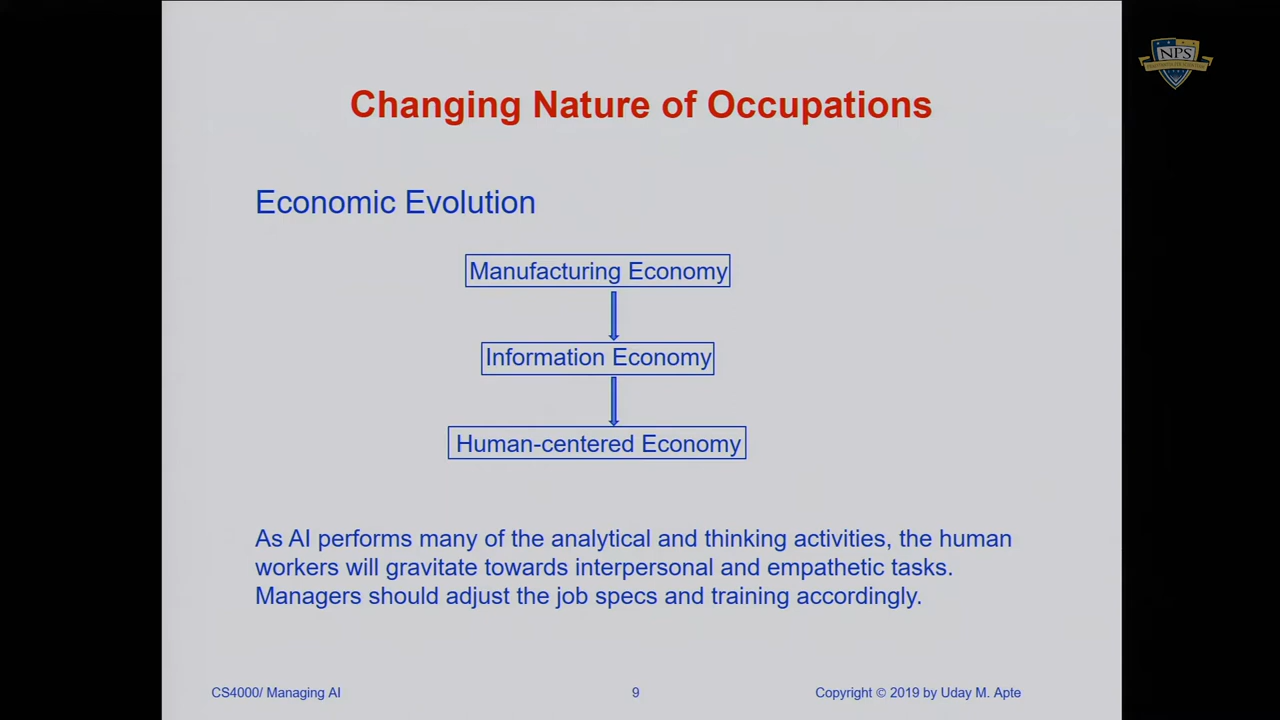 NPS
Changing Nature of Occupations
Economic Evolution
Manufacturing Economy
Information Economy
Human-centered Economy
As AI performs many of the analytical and thinking activities, the human
workers will gravitate towards interpersonal and empathetic tasks.
Managers should adjust the job specs and training accordingly.
CS4000/ Managing AI
9
Copyright © 2019 by Uday M. Apte